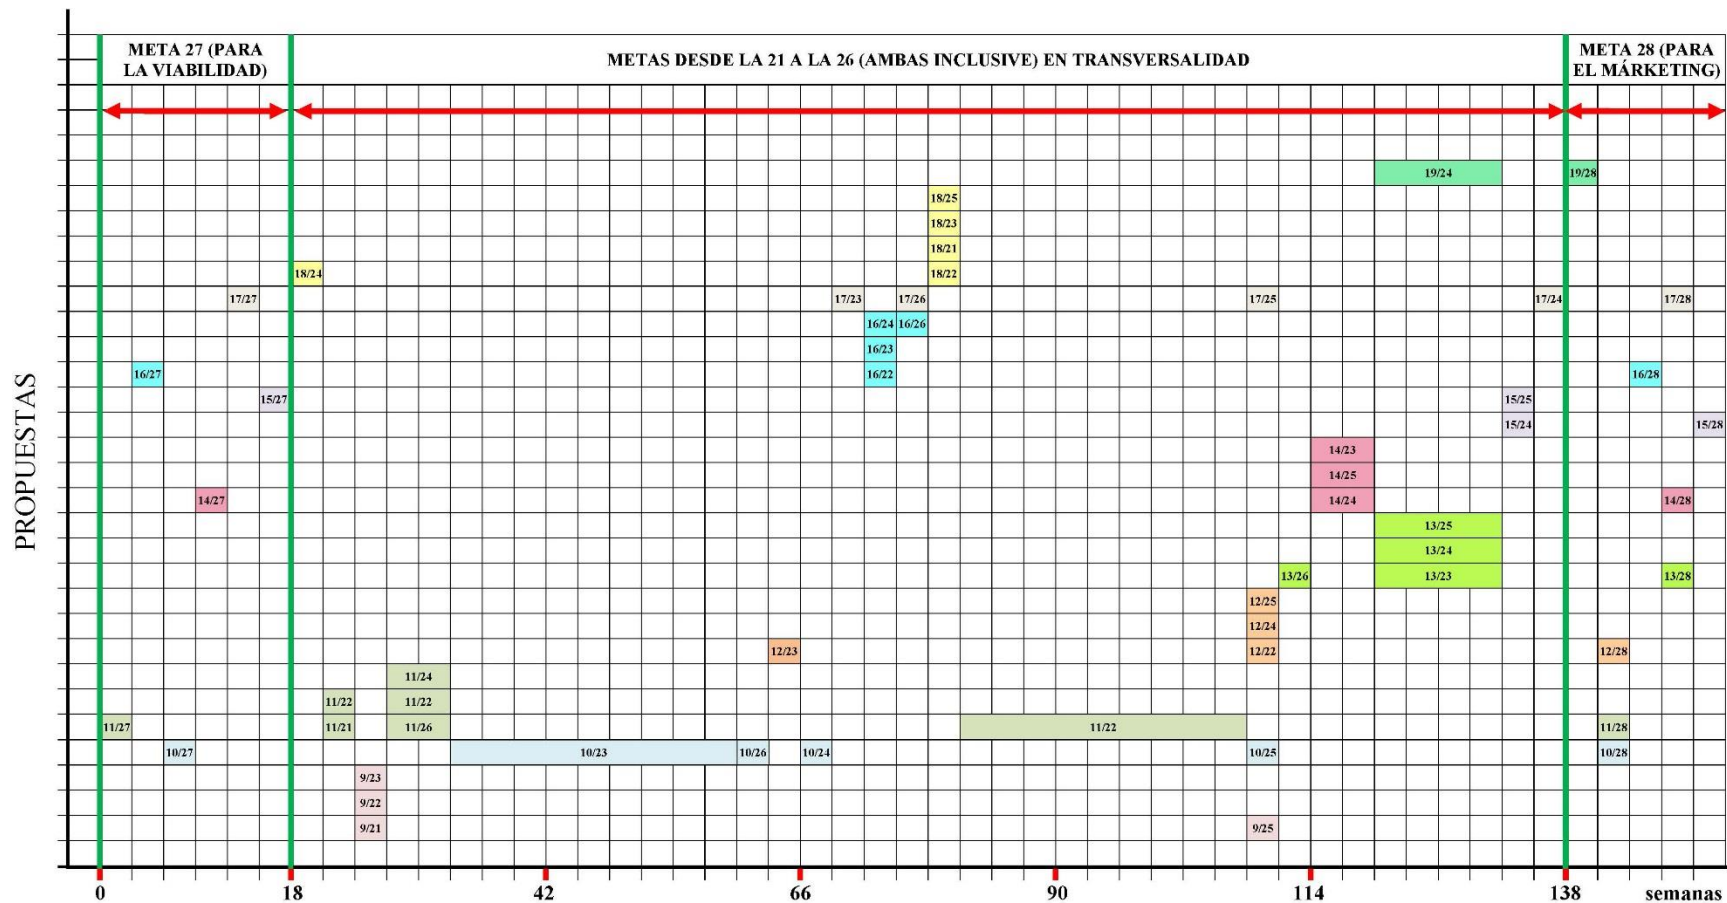 META 27 (PARA
LA VIABILIDAD)
METAS DESDE LA 21 A LA 26 (AMBAS INCLUSIVE) EN TRANSVERSALIDAD
META 28 (PARA
EL MÁRKETING)
19/24 19/28
18/25
18/23
18/21
18/24 18/22
17/27 17/23 17/26 17/25 17/24 17/28
16/24 16/26
16/23
16/27 16/22 16/28
15/27 15/25
15/24 15/28
14/23
14/25
14/27 14/24 14/28
13/25
13/24
13/26 13/23 13/28
12/25
12/24
12/23 12/22 12/28
11/24
11/22 11/22
11/27 11/21 11/26 11/22 11/28
10/27 10/23 10/26 10/24 10/25 10/28
9/23
9/22
9/21 9/25
PROPUESTAS
0 18 42 66 90 114 138 semanas